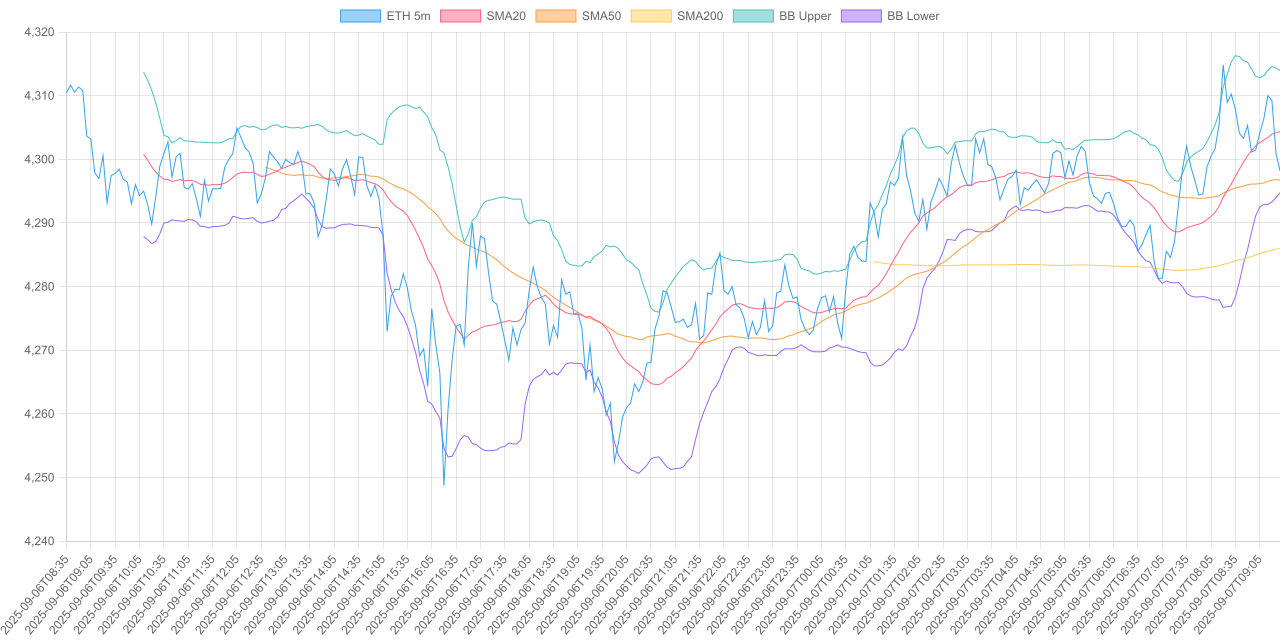 ETH 5m SMA20 SMA50 SMA200 BB Upper BB Lower
4,320
4,310
4,300
4,290
4,280
4,270
4,260
4,250
4,240
2025-09-06T08:35
2025-09-06T09:05
2025-09-06T09:35
2025-09-06T10:05
2025-09-06T10:35
2025-09-06T11:05
2025-09-06T11:35
2025-09-06T12:05
2025-09-06T12:35
2025-09-06T13:05
2025-09-06T13:35
2025-09-06T14:05
2025-09-06T14:35
2025-09-06T15:05
2025-09-06T15:35
2025-09-06T16:05
2025-09-06T16:35
2025-09-06T17:05
2025-09-06T17:35
2025-09-06T18:05
2025-09-06T18:35
2025-09-06T19:05
2025-09-06T19:35
2025-09-06T20:05
2025-09-06T20:35
2025-09-06T21:05
2025-09-06T21:35
2025-09-06T22:05
2025-09-06T22:35
2025-09-06T23:05
2025-09-06T23:35
2025-09-07T00:05
2025-09-07T00:35
2025-09-07T01:05
2025-09-07T01:35
2025-09-07T02:05
2025-09-07T02:35
2025-09-07T03:05
2025-09-07T03:35
2025-09-07T04:05
2025-09-07T04:35
2025-09-07T05:05
2025-09-07T05:35
2025-09-07T06:05
2025-09-07T06:35
2025-09-07T07:05
2025-09-07T07:35
2025-09-07T08:05
2025-09-07T08:35
2025-09-07T09:05